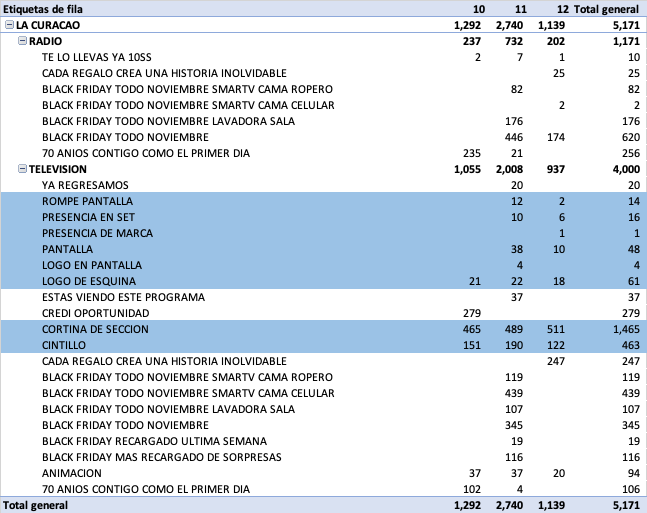 Etiquetas de fila 10 11 12 Total general
LA CURACAO 1,292 2,740 1,139 5,171
RADIO 237 732 202 1,171
TE LO LLEVAS YA 10SS 2 7 1 10
CADA REGALO CREA UNA HISTORIA INOLVIDABLE 25 25
BLACK FRIDAY TODO NOVIEMBRE SMARTV CAMA ROPERO 82 82
BLACK FRIDAY TODO NOVIEMBRE SMARTV CAMA CELULAR 2 2
BLACK FRIDAY TODO NOVIEMBRE LAVADORA SALA 176 176
BLACK FRIDAY TODO NOVIEMBRE 446 174 620
70 ANIOS CONTIGO COMO EL PRIMER DIA 235 21 256
TELEVISION 1,055 2,008 937 4,000
YA REGRESAMOS 20 20
ROMPE PANTALLA 12 2 14
PRESENCIA EN SET 10 6 16
PRESENCIA DE MARCA 1 1
PANTALLA 38 10 48
LOGO EN PANTALLA 4 4
LOGO DE ESQUINA 21 22 18 61
ESTAS VIENDO ESTE PROGRAMA 37 37
CREDI OPORTUNIDAD 279 279
CORTINA DE SECCION 465 489 511 1,465
CINTILLO 151 190 122 463
CADA REGALO CREA UNA HISTORIA INOLVIDABLE 247 247
BLACK FRIDAY TODO NOVIEMBRE SMARTV CAMA ROPERO 119 119
BLACK FRIDAY TODO NOVIEMBRE SMARTV CAMA CELULAR 439 439
BLACK FRIDAY TODO NOVIEMBRE LAVADORA SALA 107 107
BLACK FRIDAY TODO NOVIEMBRE 345 345
BLACK FRIDAY RECARGADO ULTIMA SEMANA 19 19
BLACK FRIDAY MAS RECARGADO DE SORPRESAS 116 116
ANIMACION 37 37 20 94
70 ANIOS CONTIGO COMO EL PRIMER DIA 102 4 106
Total general 1,292 2,740 1,139 5,171